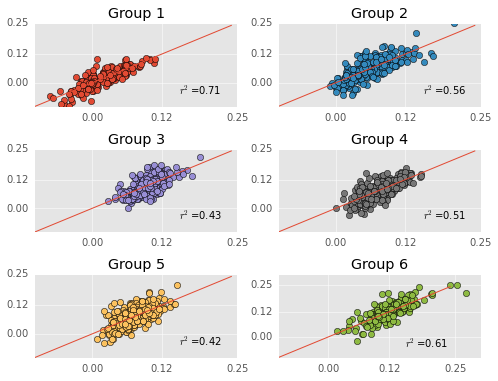 Group 1
0.25
0.12
0.00
r² =0.71
0.00 0.12 0.25
Group 2
0.25
0.12
0.00
r² =0.56
0.00 0.12 0.25
Group 3
0.25
0.12
0.00
r² =0.43
0.00 0.12 0.25
Group 4
0.25
0.12
0.00
r² =0.51
0.00 0.12 0.25
Group 5
0.25
0.12
0.00
r² =0.42
0.00 0.12 0.25
Group 6
0.25
0.12
0.00
r² =0.61
0.00 0.12 0.25